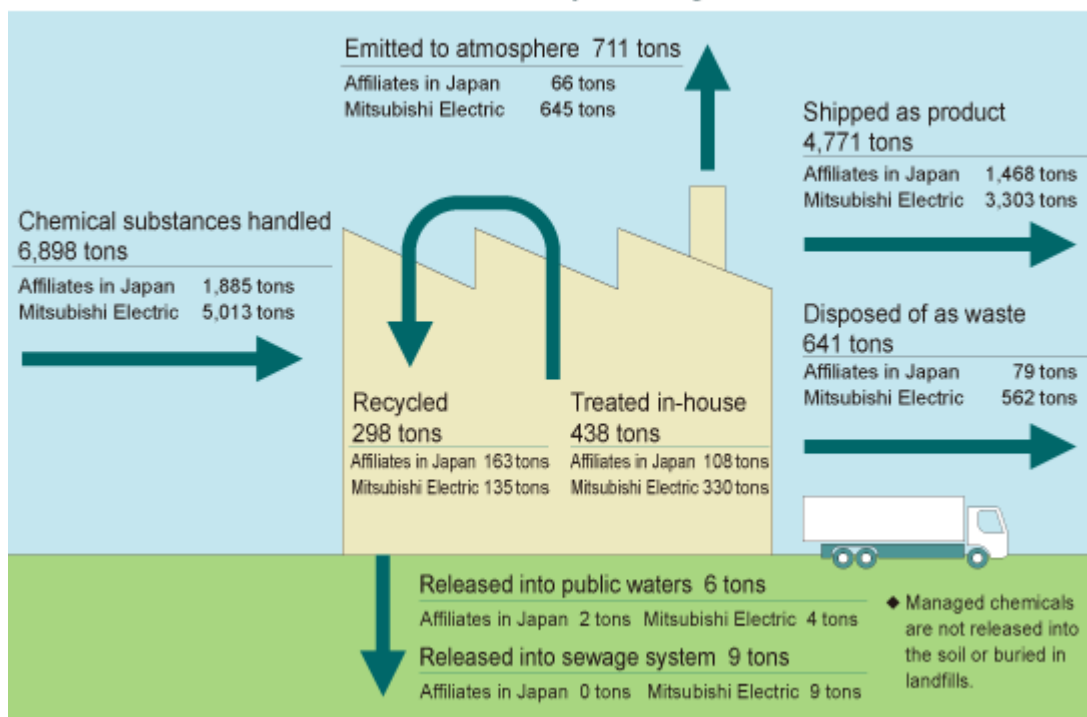 Emitted to atmosphere 711 tons
Affiliates in Japan 66 tons
Mitsubishi Electric 645 tons
Shipped as product
4,771 tons
Affiliates in Japan 1,468 tons
Mitsubishi Electric 3,303 tons
Chemical substances handled
6,898 tons
Affiliates in Japan 1,885 tons
Mitsubishi Electric 5,013 tons
Disposed of as waste
641 tons
Affiliates in Japan 79 tons
Mitsubishi Electric 562 tons
Recycled
298 tons
Affiliates in Japan 163 tons
Mitsubishi Electric 135 tons
Treated in-house
438 tons
Affiliates in Japan 108 tons
Mitsubishi Electric 330 tons
Released into public waters 6 tons
Affiliates in Japan 2 tons Mitsubishi Electric 4 tons
Released into sewage system 9 tons
Affiliates in Japan 0 tons Mitsubishi Electric 9 tons
◆ Managed chemicals
are not released into
the soil or buried in
landfills.